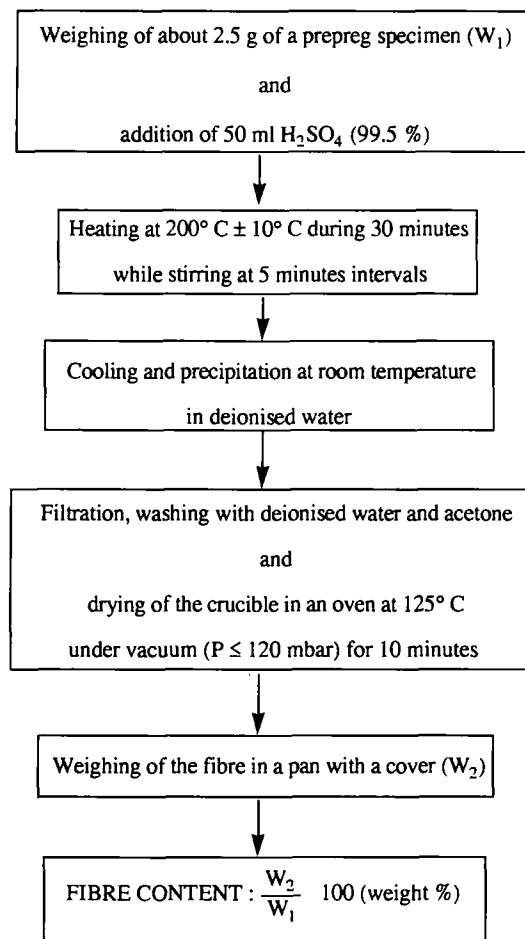 Weighing of about 2.5 g of a prepreg specimen (W₁)
and
addition of 50 ml H₂SO₄ (99.5 %)
Heating at 200° C ± 10° C during 30 minutes
while stirring at 5 minutes intervals
Cooling and precipitation at room temperature
in deionised water
Filtration, washing with deionised water and acetone
and
drying of the crucible in an oven at 125° C
under vacuum (P ≤ 120 mbar) for 10 minutes
Weighing of the fibre in a pan with a cover (W₂)
FIBRE CONTENT : W₂/W₁ 100 (weight %)